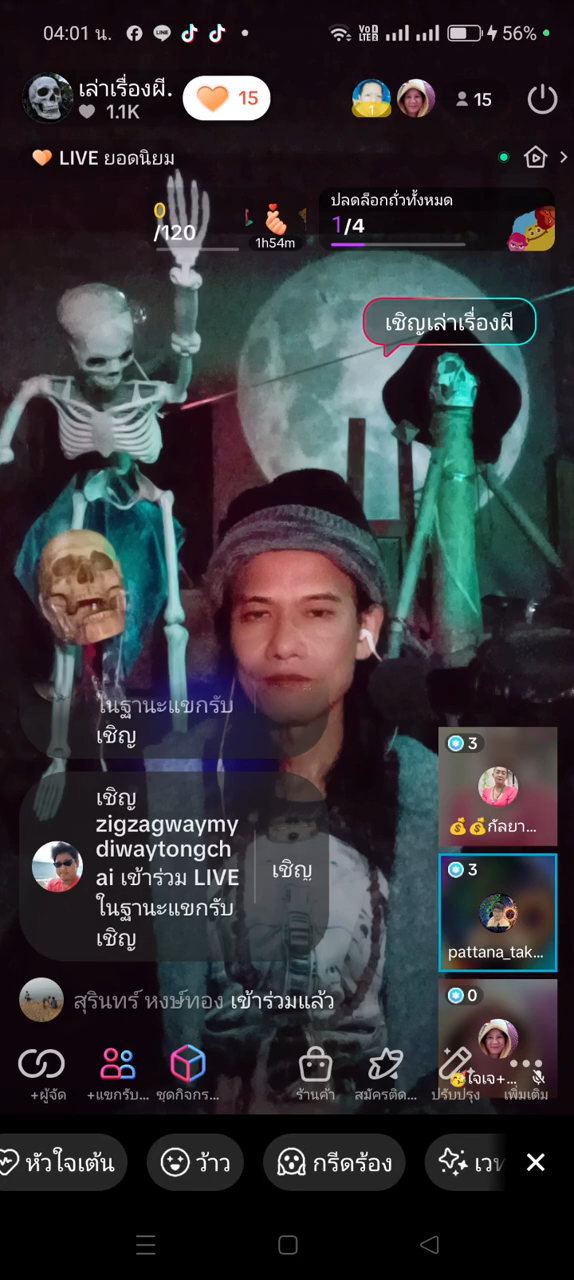 04:01 น.
VoD
LTE
56%
เล่าเรื่องผี.
1.1K
15
1
15
LIVE ยอดนิยม
0
/120
1h54m
ปลดล็อกถั่วทั้งหมด
1/4
เชิญเล่าเรื่องผี
ในฐานะแขกรับ
เชิญ
เชิญ
zigzagwaymy
diwaytongch
ai เข้าร่วม LIVE
ในฐานะแขกรับ
เชิญ
เชิญ
3
💰💰กัลยา...
3
pattana_tak...
0
🥳ใจเจ+...
สุรินทร์ หงษ์ทอง เข้าร่วมแล้ว
+ผู้จัด
+แขกรับ...
ชุดกิจกร...
ร้านค้า
สมัครติด...
ปรับปรุง
เพิ่มเติม
หัวใจเต้น
ว้าว
กรีดร้อง